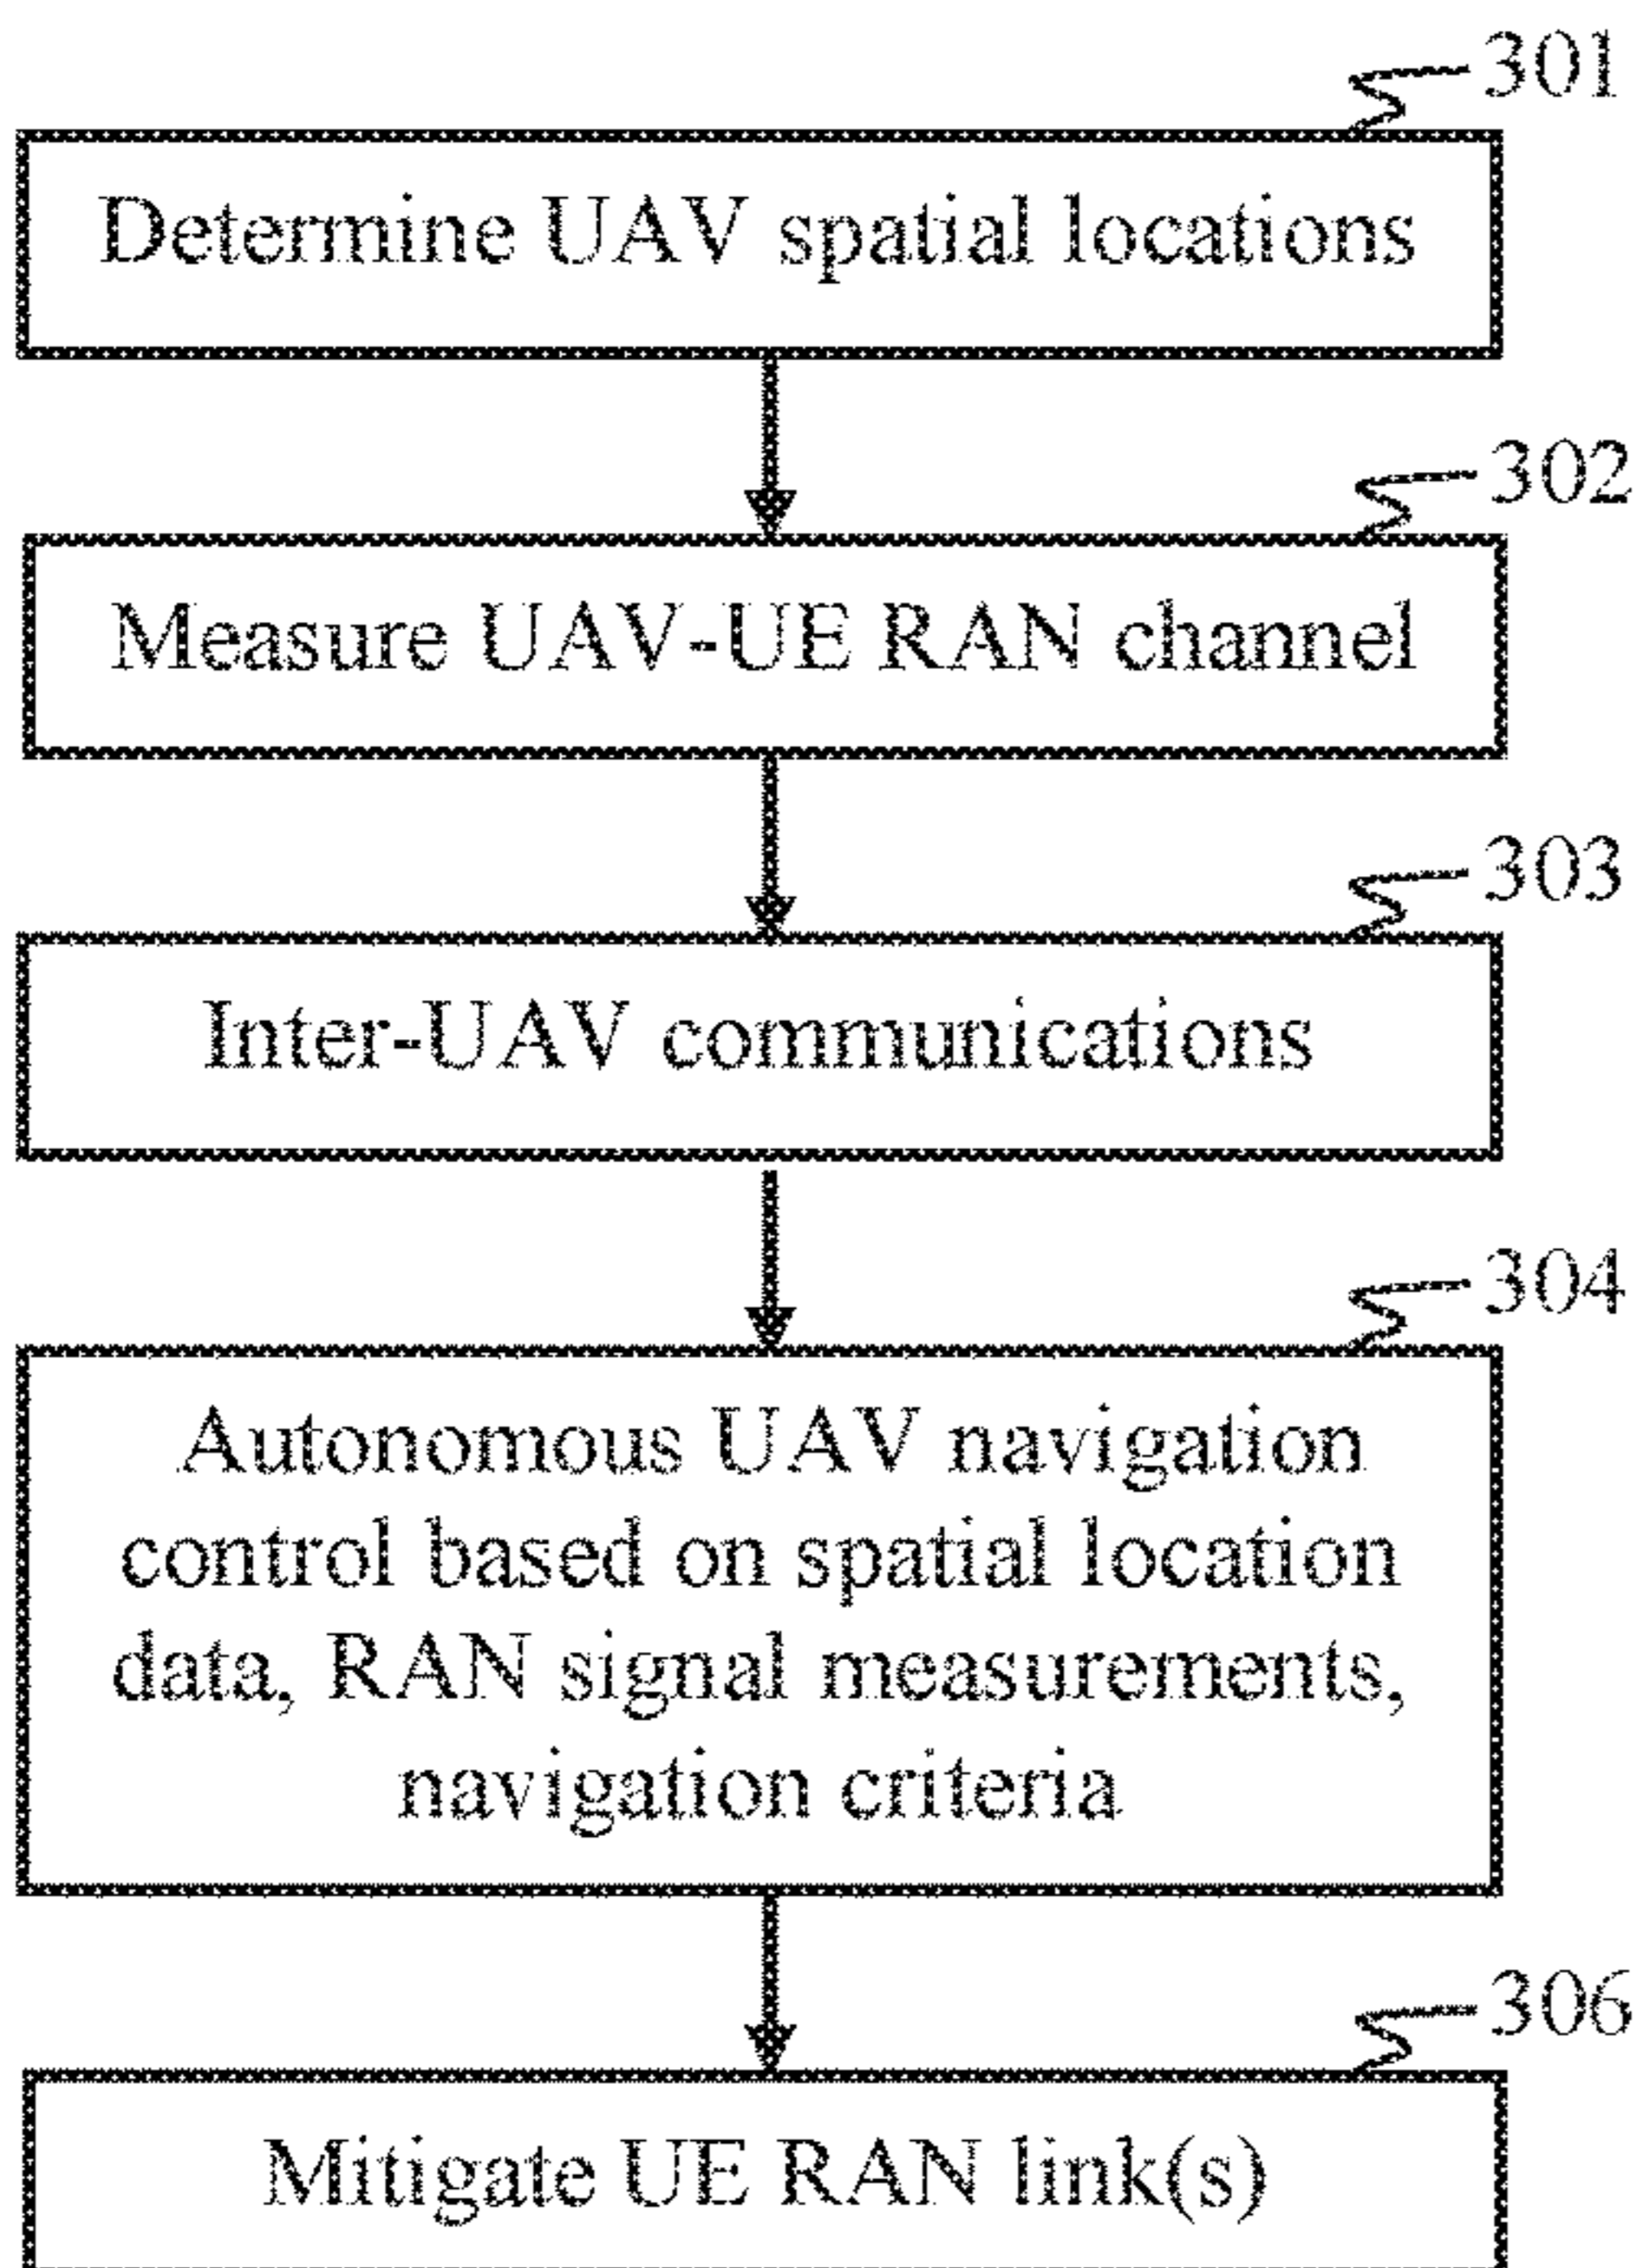 301
Determine UAV spatial locations
302
Measure UAV-UE RAN channel
303
Inter-UAV communications
304
Autonomous UAV navigation
control based on spatial location
data, RAN signal measurements,
navigation criteria
306
Mitigate UE RAN link(s)